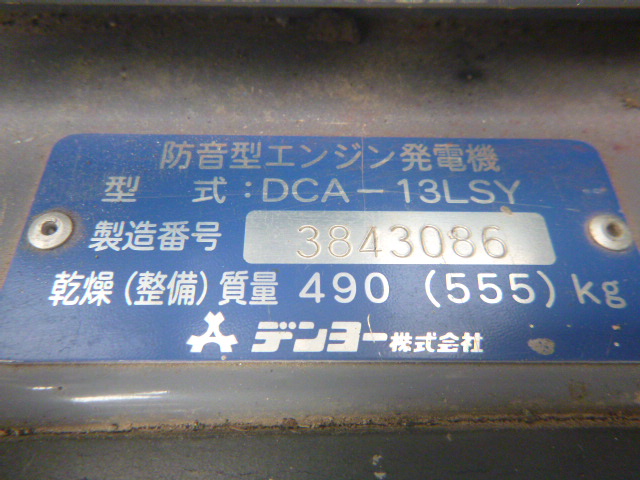 防音型エンジン発電機
型 式:DCA-13LSY
製造番号 3843086
乾燥(整備)質量 490 (555) kg
デンヨー株式会社